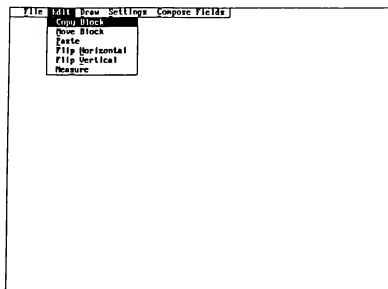 File Edit Draw Settings Compose Fields
Copy Block
Move Block
Paste
Flip Horizontal
Flip Vertical
Measure